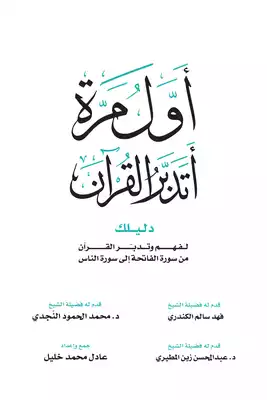 أول مرة
أتدبر القرآن
دليلك
لفهم وتدبر القرآن
من سورة الفاتحة إلى سورة الناس
قدم له فضيلة الشيخ
فهد سالم الكندري
قدم له فضيلة الشيخ
د. محمد الحمود النجدي
قدم له فضيلة الشيخ
د. عبدالمحسن زبن المطيري
جمع وإعداد
عادل محمد خليل